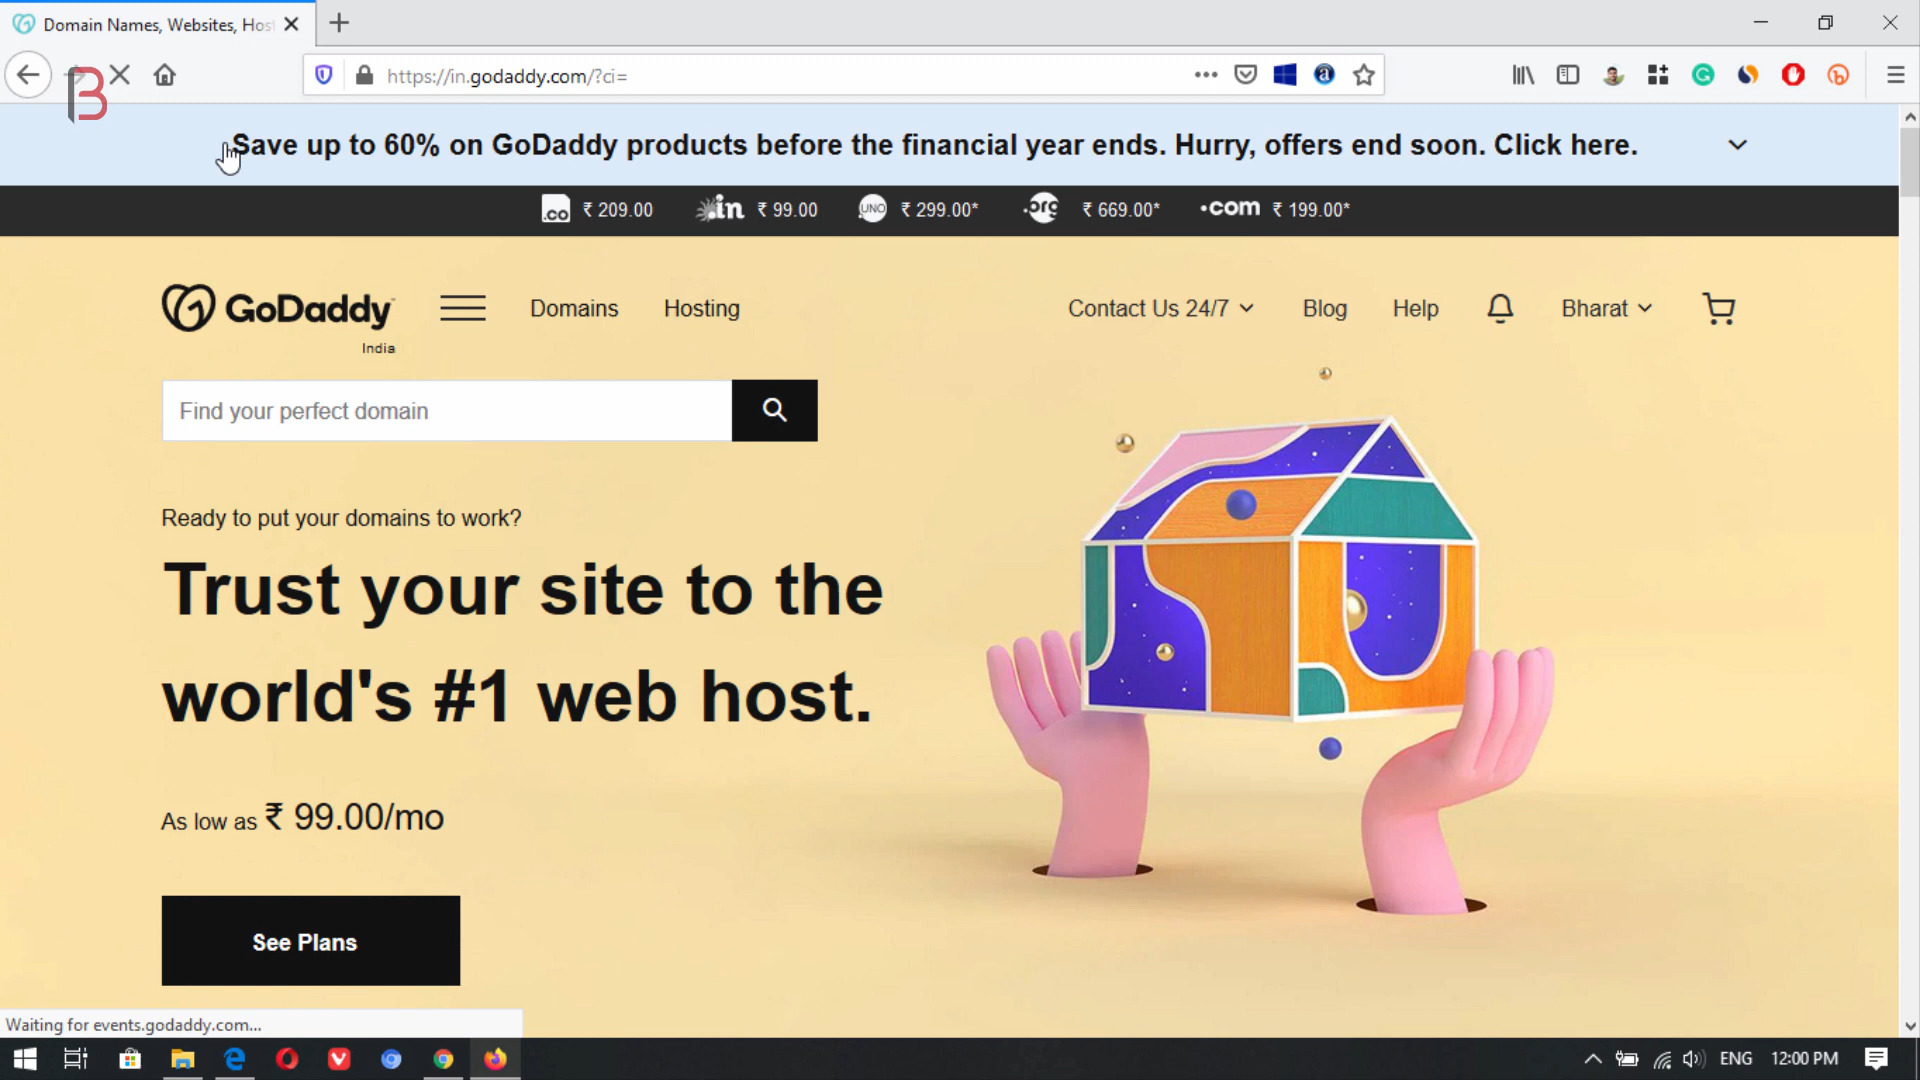 Domain Names, Websites, Hos
https://in.godaddy.com/?ci=
B
Save up to 60% on GoDaddy products before the financial year ends. Hurry, offers end soon. Click here.
.co ₹ 209.00 .in ₹ 99.00 UNO ₹ 299.00* .org ₹ 669.00* .com ₹ 199.00*
GoDaddy Domains Hosting Contact Us 24/7 Blog Help Bharat
India
Find your perfect domain
Ready to put your domains to work?
Trust your site to the
world's #1 web host.
As low as ₹ 99.00/mo
See Plans
Waiting for events.godaddy.com...
ENG 12:00 PM